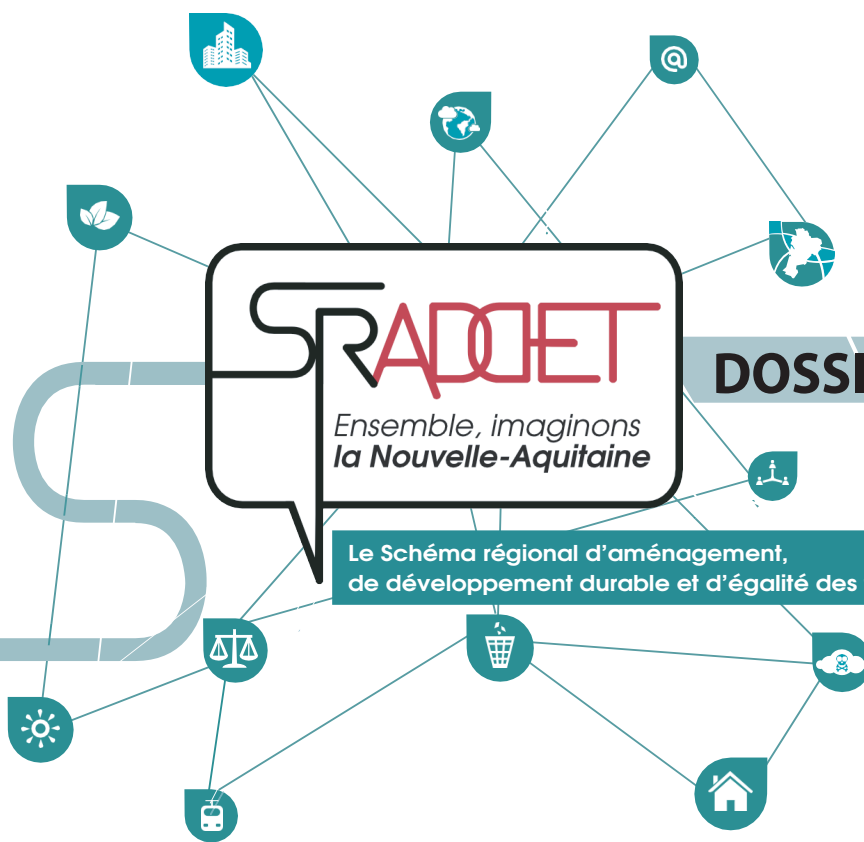 @
SRADDET
DOSSI
Ensemble, imaginons
la Nouvelle-Aquitaine
Le Schéma régional d’aménagement,
de développement durable et d’égalité des